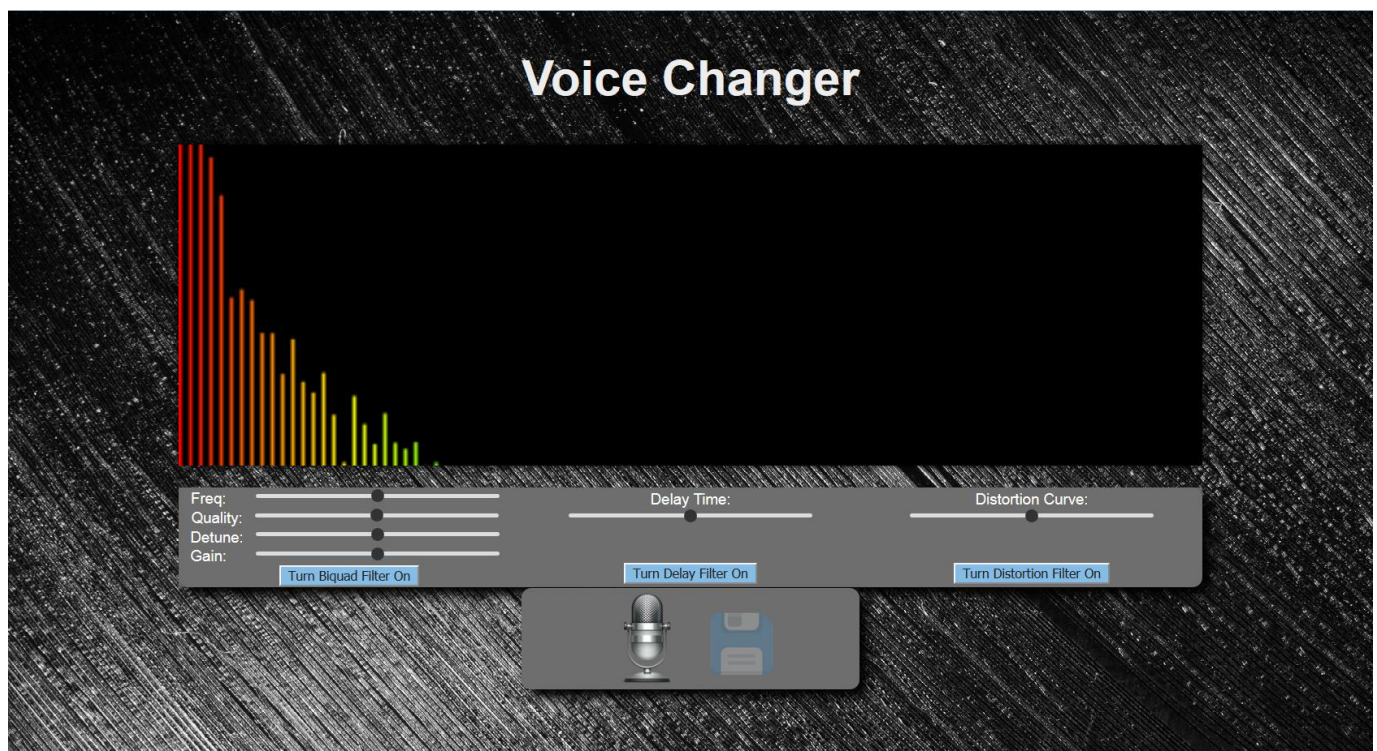 Voice Changer
Freq:
Quality:
Detune:
Gain:
Turn Biquad Filter On
Delay Time:
Turn Delay Filter On
Distortion Curve:
Turn Distortion Filter On